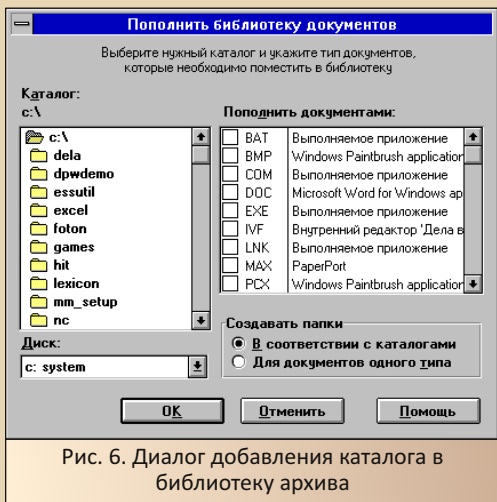 Пополнить библиотеку документов
Выберите нужный каталог и укажите тип документов,
которые необходимо поместить в библиотеку
Каталог:
c:\
c:\
dela
dpwdemo
essutil
excel
foton
games
hit
lexicon
mm_setup
nc
Диск:
c: system
Пополнить документами:
BAT Выполняемое приложение
BMP Windows Paintbrush application
COM Выполняемое приложение
DOC Microsoft Word for Windows ap
EXE Выполняемое приложение
IVF Внутренний редактор 'Дела в
LNK Выполняемое приложение
MAX PaperPort
PCX Windows Paintbrush application
Создавать папки
В соответствии с каталогами
Для документов одного типа
OK Отменить Помощь
Рис. 6. Диалог добавления каталога в
библиотеку архива